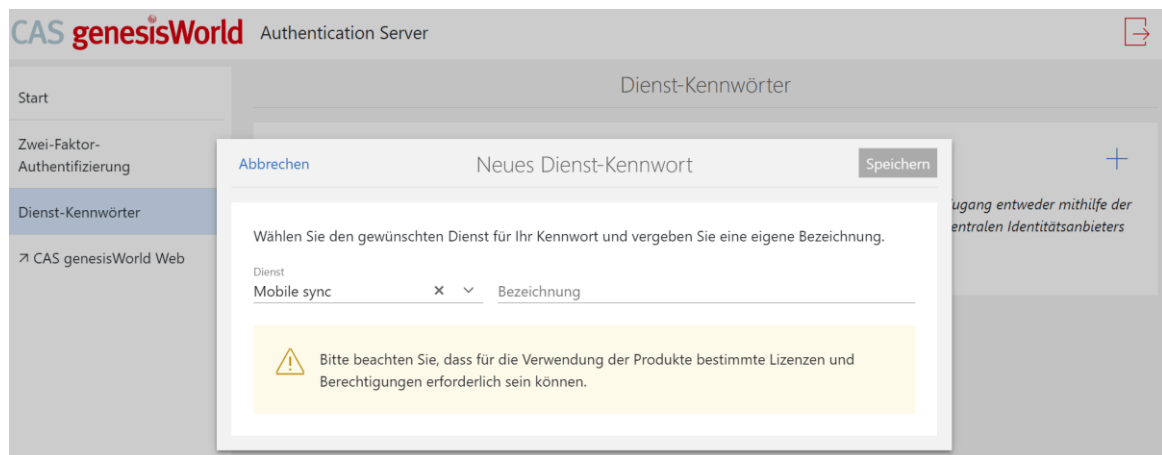 CAS genesisWorld Authentication Server
Start
Dienst-Kennwörter
Zwei-Faktor-
Authentifizierung
Dienst-Kennwörter
↗ CAS genesisWorld Web
Abbrechen
Neues Dienst-Kennwort
Speichern
Wählen Sie den gewünschten Dienst für Ihr Kennwort und vergeben Sie eine eigene Bezeichnung.
Dienst
Mobile sync
Bezeichnung
Bitte beachten Sie, dass für die Verwendung der Produkte bestimmte Lizenzen und
Berechtigungen erforderlich sein können.
entweder mithilfe der
Identitätsanbieters